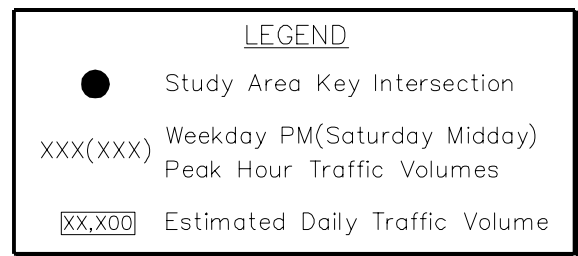 LEGEND
Study Area Key Intersection
XXX(XXX) Weekday PM(Saturday Midday)
Peak Hour Traffic Volumes
XX,X00 Estimated Daily Traffic Volume